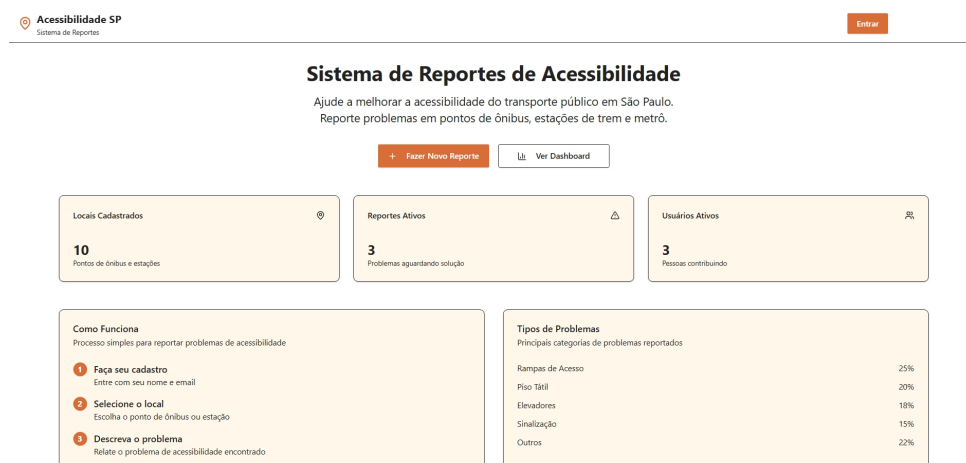 Acessibilidade SP
Sistema de Reportes
Entrar
Sistema de Reportes de Acessibilidade
Ajude a melhorar a acessibilidade do transporte público em São Paulo.
Reporte problemas em pontos de ônibus, estações de trem e metrô.
+ Fazer Novo Reporte
Ver Dashboard
Locais Cadastrados
10
Pontos de ônibus e estações
Reportes Ativos
3
Problemas aguardando solução
Usuários Ativos
3
Pessoas contribuindo
Como Funciona
Processo simples para reportar problemas de acessibilidade
1 Faça seu cadastro
Entre com seu nome e email
2 Selecione o local
Escolha o ponto de ônibus ou estação
3 Descreva o problema
Relate o problema de acessibilidade encontrado
Tipos de Problemas
Principais categorias de problemas reportados
Rampas de Acesso 25%
Piso Tátil 20%
Elevadores 18%
Sinalização 15%
Outros 22%